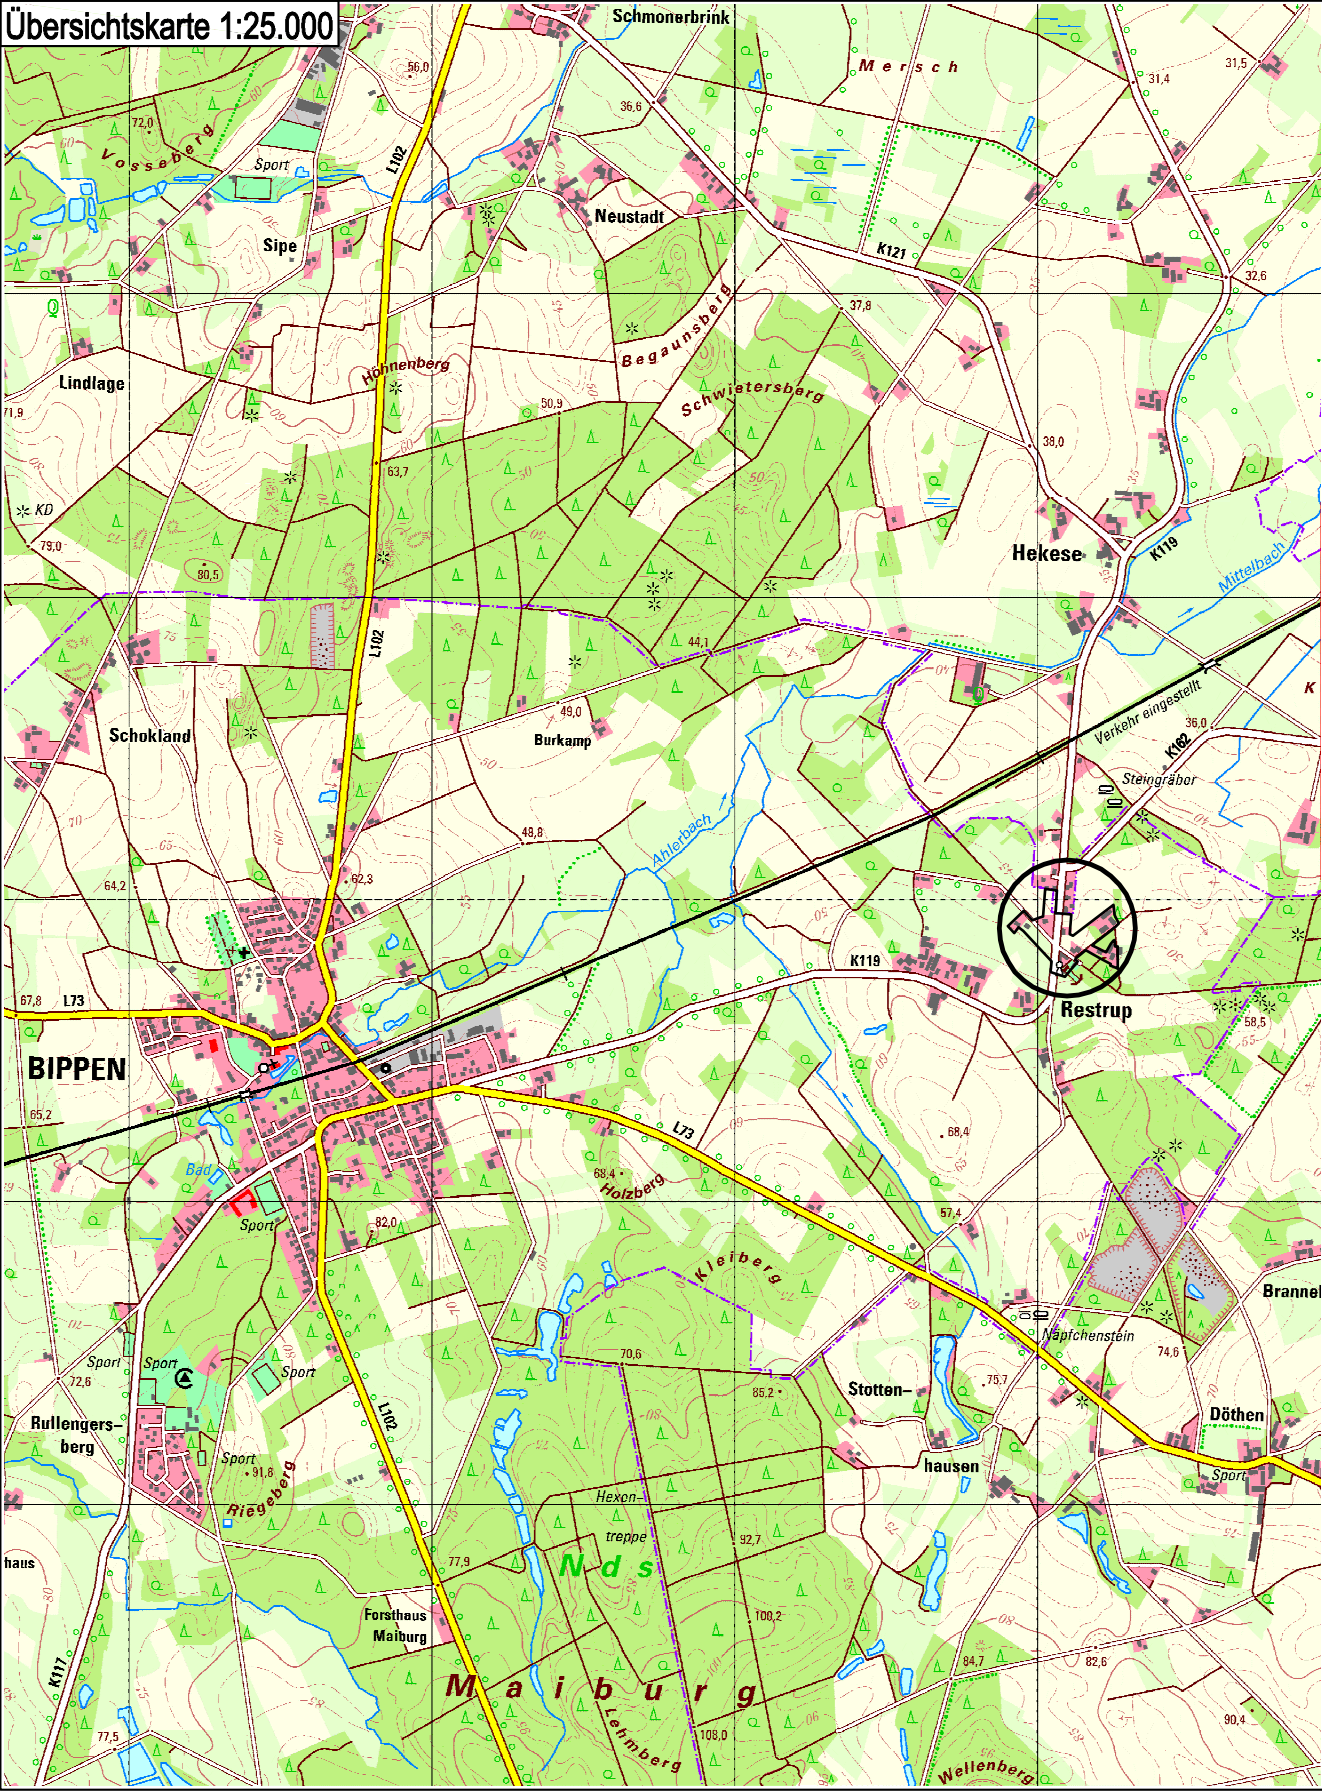 Übersichtskarte 1:25.000
Schmonerbrink
Mersch
56,0
31,5
31,4
36,6
72,0
Vosseberg
Sport
L102
Neustadt
Sipe
K121
32,6
37,8
Begaunsberg
Höhnenberg
Lindlage
Schwietersberg
71,9
50,9
38,0
63,7
KD
79,0
80,5
Hekese
K119
Mittelbach
L102
44,1
Schokland
49,0
Burkamp
Verkehr eingestellt
K
36,0
K162
Steingräber
Ahlerbach
48,8
64,2
62,3
K119
67,8
L73
Restrup
58,5
BIPPEN
65,2
L73
68,4
Bad
68,4
Holzberg
Sport
82,0
57,4
Kleiberg
Brannel
Näpfchenstein
74,6
Sport
Sport
Sport
70,6
72,6
85,2
75,7
Stotten-
L102
Döthen
Rullengers-
berg
Sport
hausen
Sport
91,8
Riegeberg
Hexen-
treppe
92,7
haus
77,9
Nds
Forsthaus
Maiburg
100,2
K117
84,7
82,6
Maiburg
Lehmberg
90,4
108,0
77,5
Wellenberg